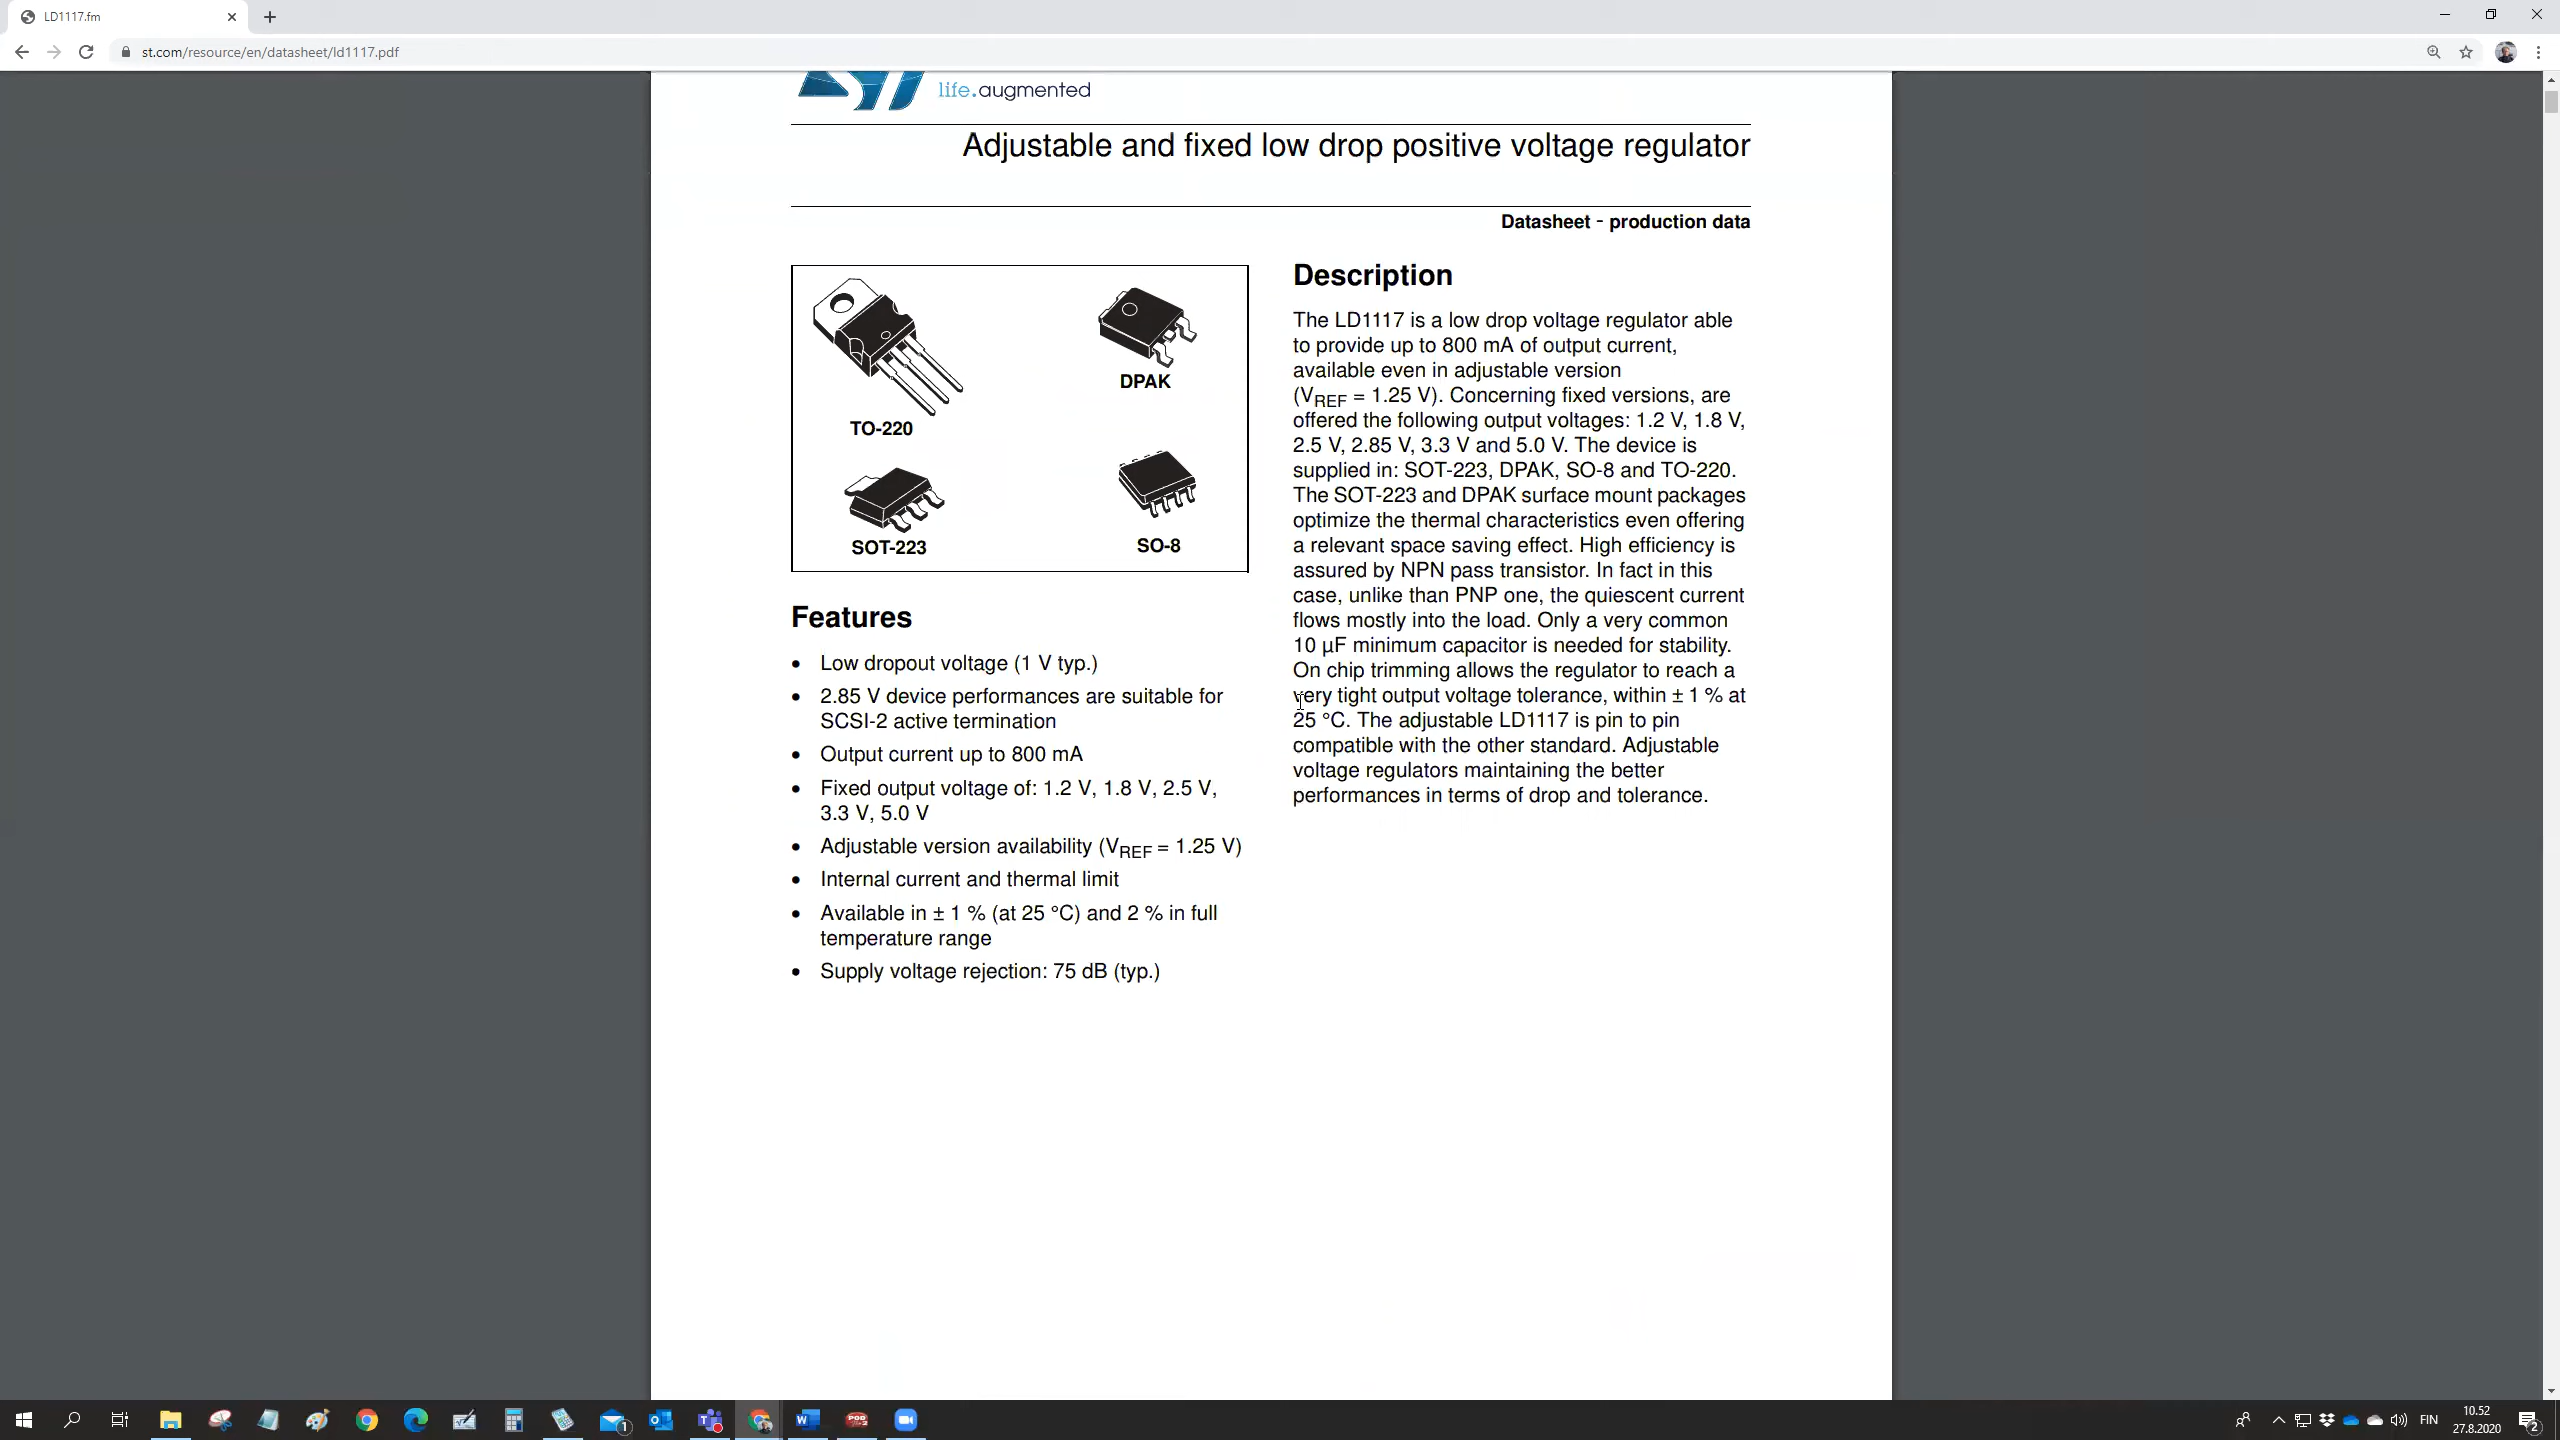 LD1117.fm
st.com/resource/en/datasheet/ld1117.pdf
life.augmented
Adjustable and fixed low drop positive voltage regulator
Datasheet - production data
TO-220
DPAK
SOT-223
SO-8
Features
• Low dropout voltage (1 V typ.)
• 2.85 V device performances are suitable for
SCSI-2 active termination
• Output current up to 800 mA
• Fixed output voltage of: 1.2 V, 1.8 V, 2.5 V,
3.3 V, 5.0 V
• Adjustable version availability (VREF = 1.25 V)
• Internal current and thermal limit
• Available in ± 1 % (at 25 °C) and 2 % in full
temperature range
• Supply voltage rejection: 75 dB (typ.)
Description
The LD1117 is a low drop voltage regulator able
to provide up to 800 mA of output current,
available even in adjustable version
(VREF = 1.25 V). Concerning fixed versions, are
offered the following output voltages: 1.2 V, 1.8 V,
2.5 V, 2.85 V, 3.3 V and 5.0 V. The device is
supplied in: SOT-223, DPAK, SO-8 and TO-220.
The SOT-223 and DPAK surface mount packages
optimize the thermal characteristics even offering
a relevant space saving effect. High efficiency is
assured by NPN pass transistor. In fact in this
case, unlike than PNP one, the quiescent current
flows mostly into the load. Only a very common
10 µF minimum capacitor is needed for stability.
On chip trimming allows the regulator to reach a
very tight output voltage tolerance, within ± 1 % at
25 °C. The adjustable LD1117 is pin to pin
compatible with the other standard. Adjustable
voltage regulators maintaining the better
performances in terms of drop and tolerance.
1
FIN
10.52
27.8.2020
2